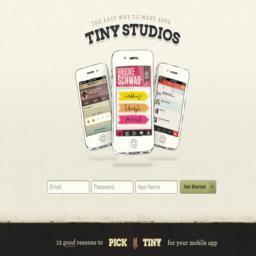 THE EASY WAY TO MAKE APPS
TINY STUDIOS
BROOKE
SCHWAB
weddings
lifestyle
personal
Email
Password
App Name
Get Started
12 good reasons to PICK TINY for your mobile app